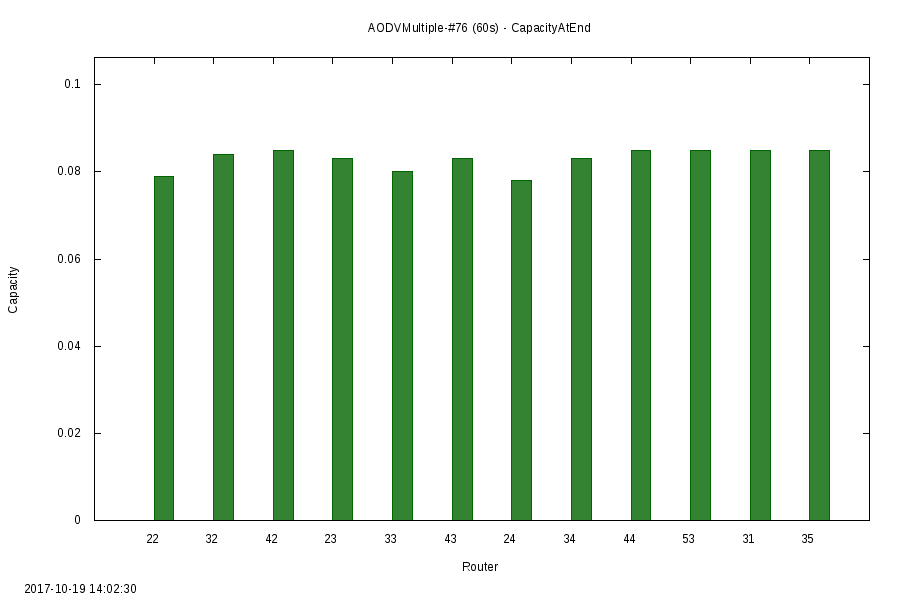 AODVMultiple-#76 (60s) - CapacityAtEnd
0.1
0.08
0.06
0.04
0.02
0
Capacity
22 32 42 23 33 43 24 34 44 53 31 35
Router
2017-10-19 14:02:30